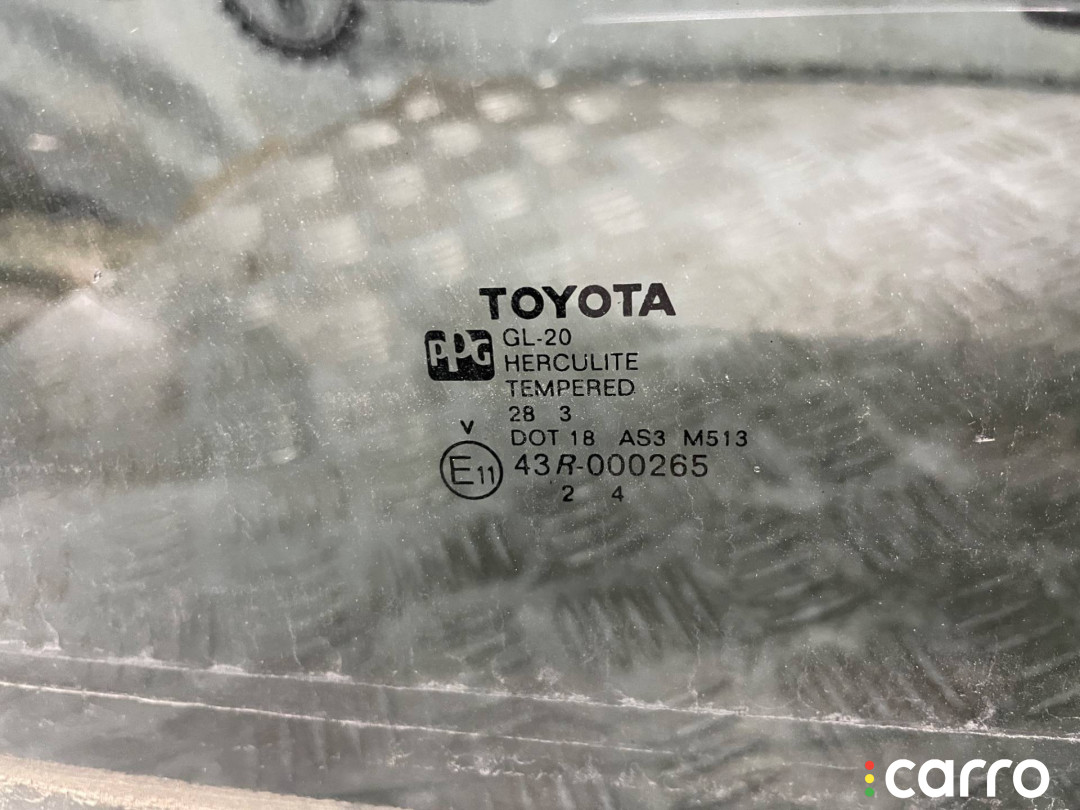 TOYOTA
PPG GL-20
HERCULITE
TEMPERED
28 3
V
DOT 18 AS3 M513
E11 43R-000265
2 4
carro